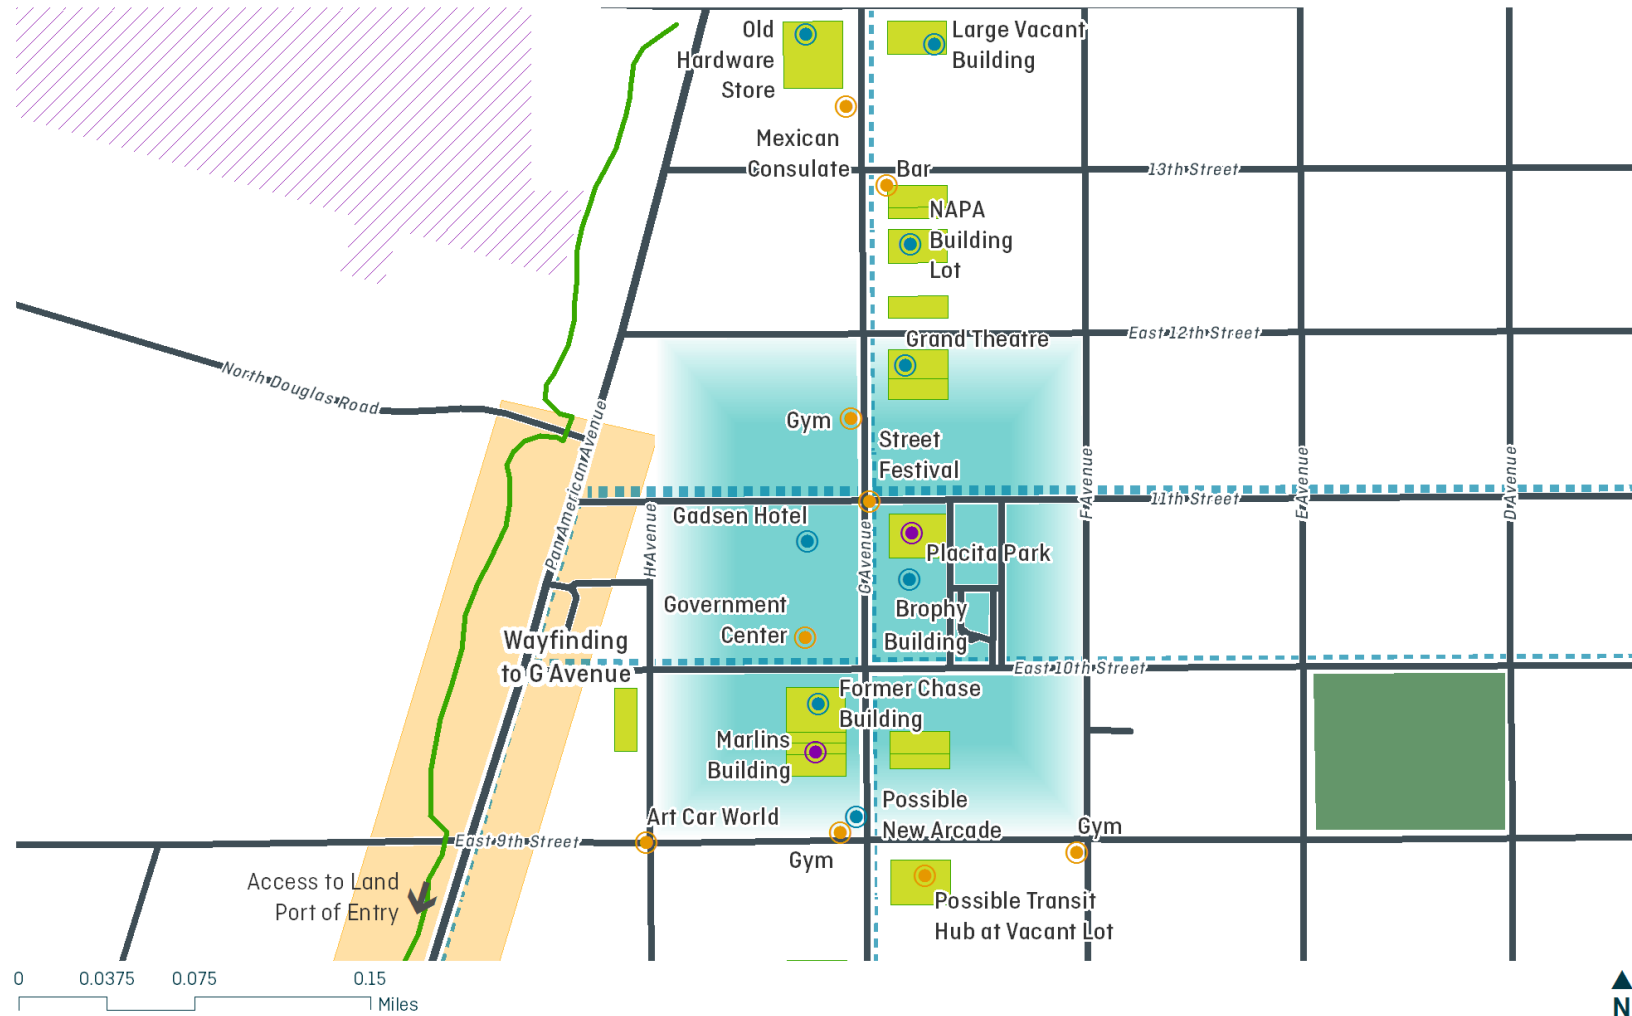 Old
Hardware
Store
Large Vacant
Building
Mexican
Consulate
13th Street
Bar
NAPA
Building
Lot
Grand Theatre
East 12th Street
North Douglas Road
Pan American Avenue
Gym
Street
Festival
11th Street
F Avenue
E Avenue
D Avenue
H Avenue
G Avenue
Gadsen Hotel
Placita Park
Government
Center
Brophy
Building
Wayfinding
to G Avenue
East 10th Street
Former Chase
Building
Marlins
Building
Art Car World
Possible
New Arcade
Gym
East 9th Street
Gym
Access to Land
Port of Entry
Possible Transit
Hub at Vacant Lot
0 0.0375 0.075 0.15
Miles
N